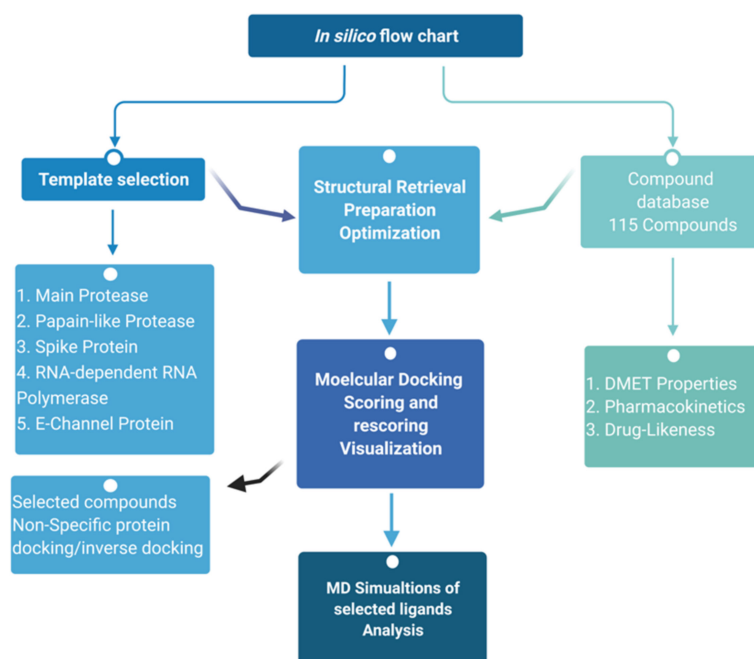 In silico flow chart
Template selection
Structural Retrieval
Preparation
Optimization
Compound
database
115 Compounds
1. Main Protease
2. Papain-like Protease
3. Spike Protein
4. RNA-dependent RNA
Polymerase
5. E-Channel Protein
Moelcular Docking
Scoring and
rescoring
Visualization
1. DMET Properties
2. Pharmacokinetics
3. Drug-Likeness
Selected compounds
Non-Specific protein
docking/inverse docking
MD Simualtions of
selected ligands
Analysis